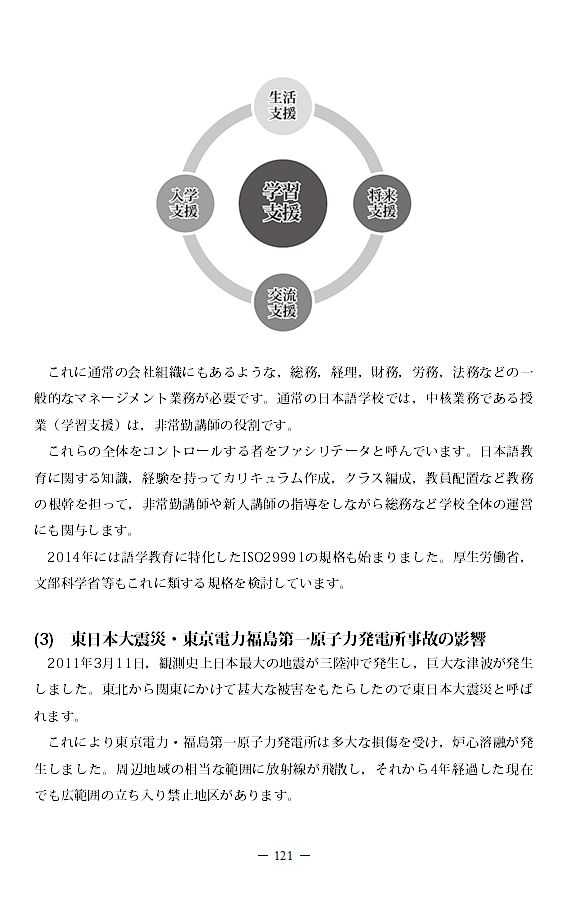 生活
支援
入学
支援
学習
支援
将来
支援
交流
支援
これに通常の会社組織にもあるような，総務，経理，財務，労務，法務などの一
般的なマネージメント業務が必要です。通常の日本語学校では，中核業務である授
業（学習支援）は，非常勤講師の役割です。
これらの全体をコントロールする者をファシリテータと呼んでいます。日本語教
育に関する知識，経験を持ってカリキュラム作成，クラス編成，教員配置など教務
の根幹を担って，非常勤講師や新人講師の指導をしながら総務など学校全体の運営
にも関与します。
2014年には語学教育に特化したISO29991の規格も始まりました。厚生労働省，
文部科学省等もこれに類する規格を検討しています。
(3)　東日本大震災・東京電力福島第一原子力発電所事故の影響
2011年3月11日，観測史上日本最大の地震が三陸沖で発生し，巨大な津波が発生
しました。東北から関東にかけて甚大な被害をもたらしたので東日本大震災と呼ば
れます。
これにより東京電力・福島第一原子力発電所は多大な損傷を受け，炉心溶融が発
生しました。周辺地域の相当な範囲に放射線が飛散し，それから4年経過した現在
でも広範囲の立ち入り禁止地区があります。
― 121 ―